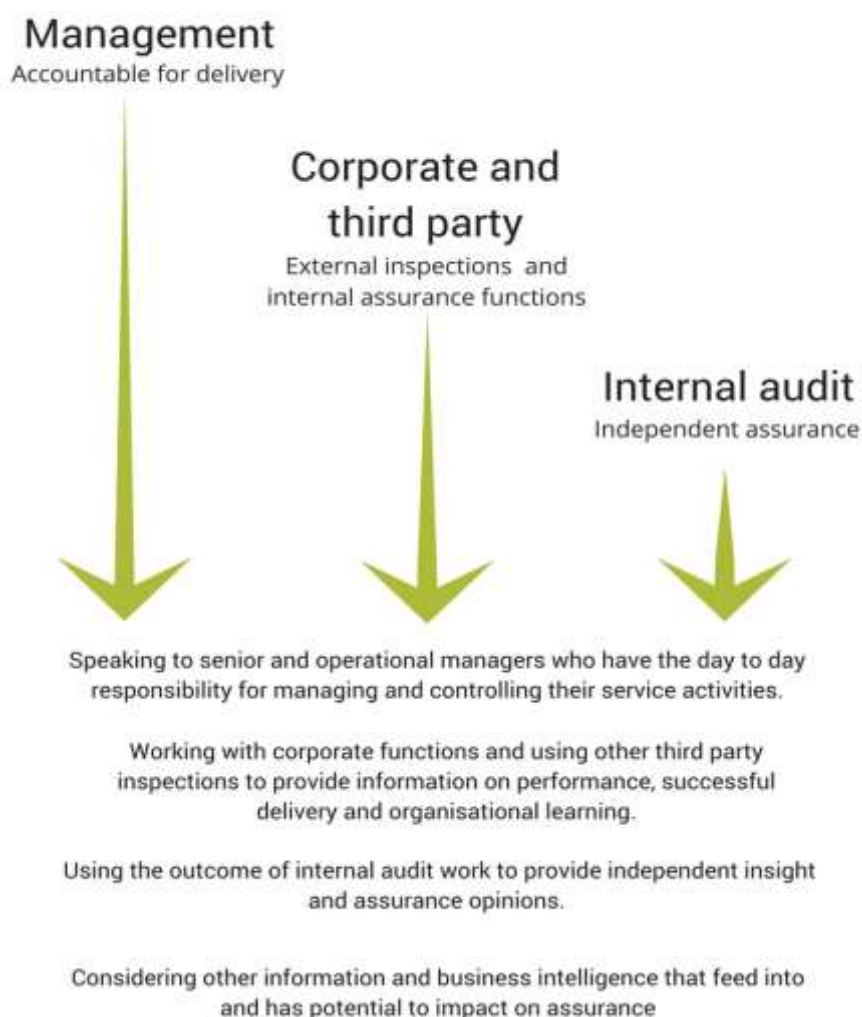 Management
Accountable for delivery
Corporate and
third party
External inspections and
internal assurance functions
Internal audit
Independent assurance
Speaking to senior and operational managers who have the day to day
responsibility for managing and controlling their service activities.
Working with corporate functions and using other third party
inspections to provide information on performance, successful
delivery and organisational learning.
Using the outcome of internal audit work to provide independent insight
and assurance opinions.
Considering other information and business intelligence that feed into
and has potential to impact on assurance